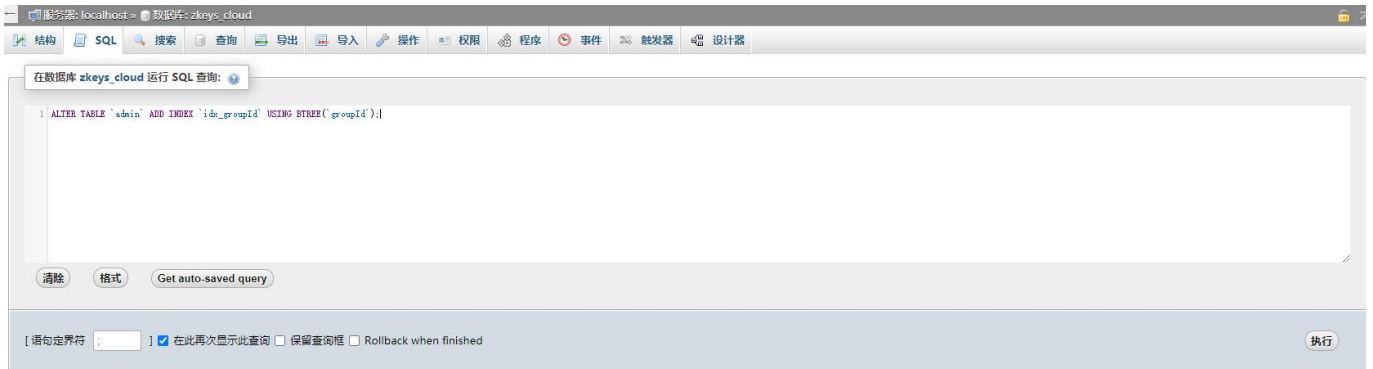 服务器: localhost » 数据库: zkeys_cloud
结构 SQL 搜索 查询 导出 导入 操作 权限 程序 事件 触发器 设计器
在数据库 zkeys_cloud 运行 SQL 查询:
1 ALTER TABLE `admin` ADD INDEX `idx_groupId` USING BTREE(`groupId`);
清除 格式 Get auto-saved query
[ 语句定界符 ; ] 在此再次显示此查询 保留查询框 Rollback when finished 执行